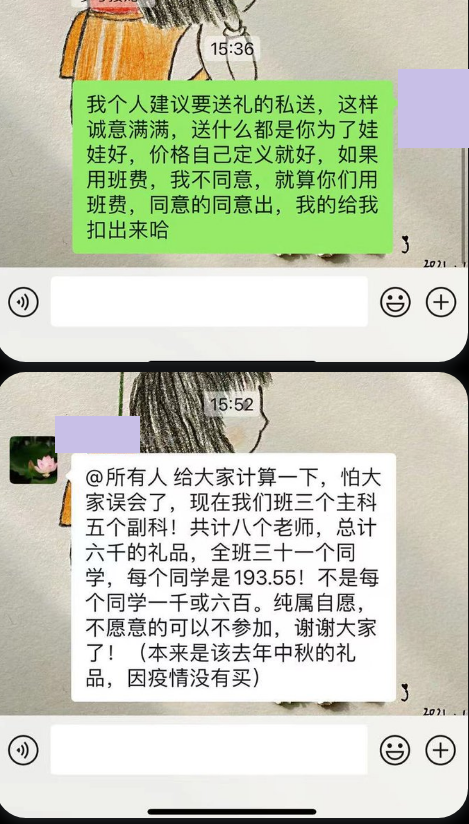 15:36
我个人建议要送礼的私送，这样
诚意满满，送什么都是你为了娃
娃好，价格自己定义就好，如果
用班费，我不同意，就算你们用
班费，同意的同意出，我的给我
扣出来哈
15:52
@所有人 给大家计算一下，怕大
家误会了，现在我们班三个主科
五个副科！共计八个老师，总计
六千的礼品，全班三十一个同
学，每个同学是193.55！不是每
个同学一千或六百。纯属自愿，
不愿意的可以不参加，谢谢大家
了！（本来是该去年中秋的礼
品，因疫情没有买）